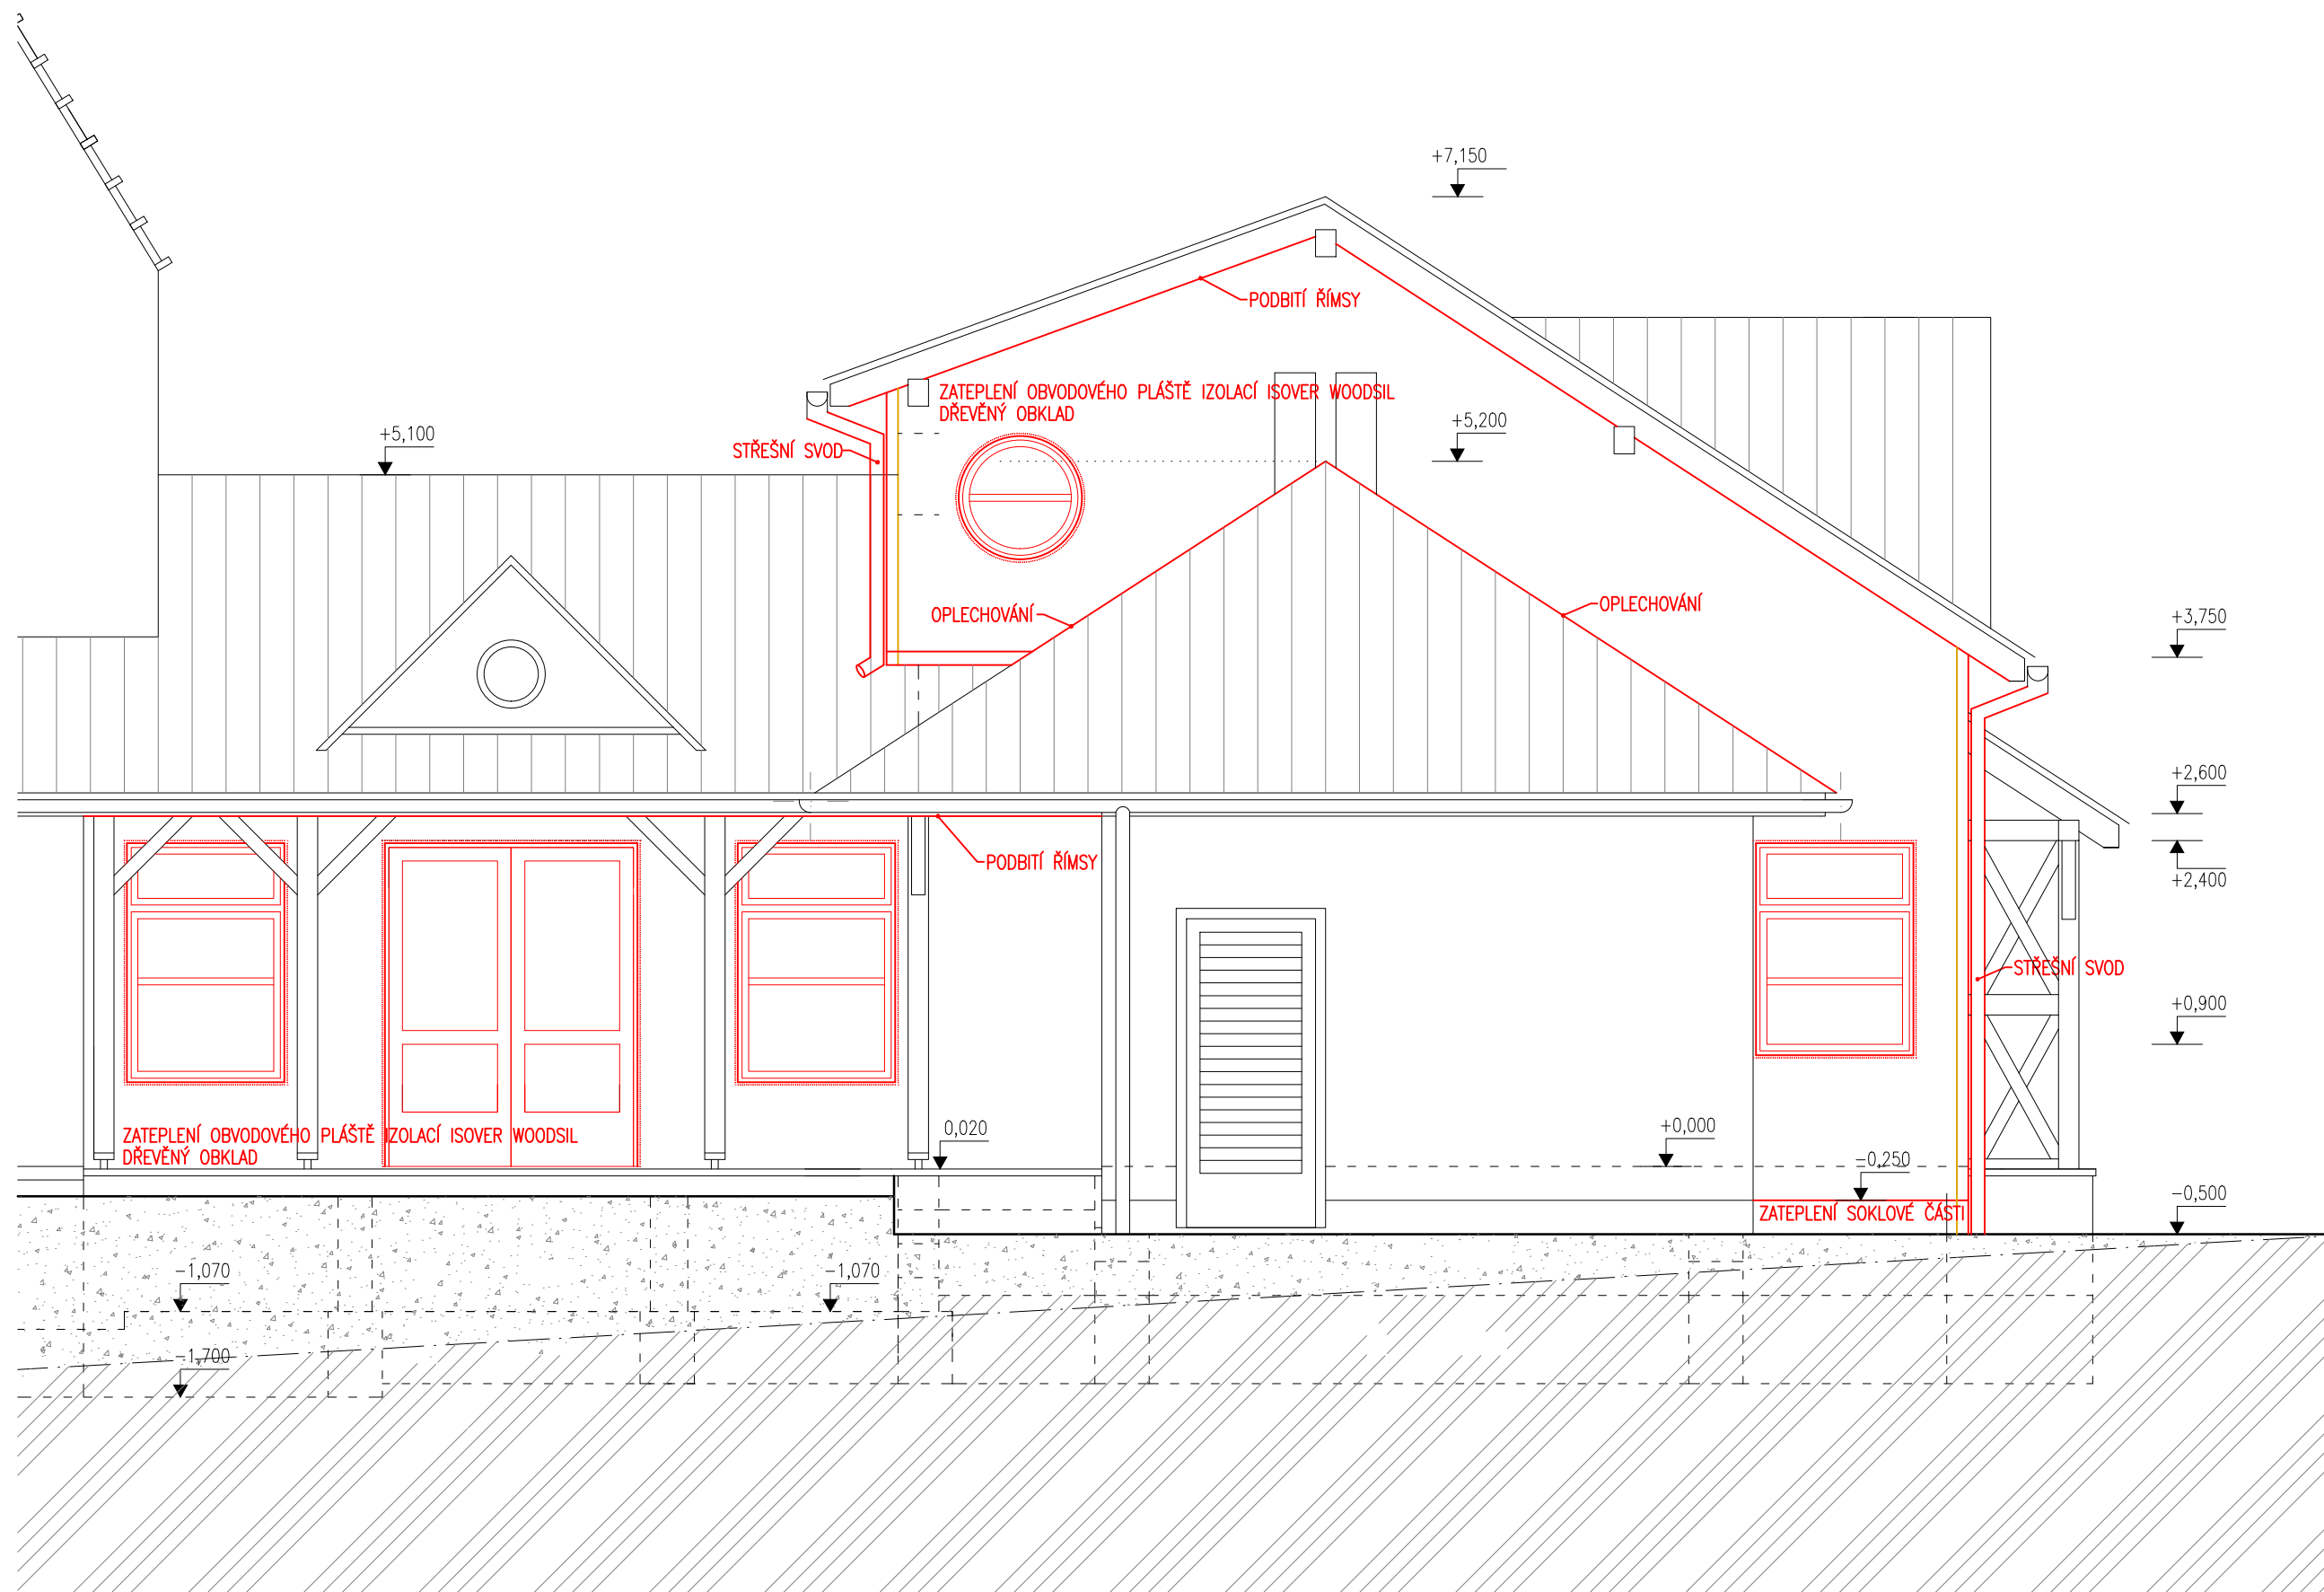 +7,150
PODBITÍ ŘÍMSY
ZATEPLENÍ OBVODOVÉHO PLÁŠTĚ IZOLACÍ ISOVER WOODSIL
DŘEVĚNÝ OBKLAD
+5,200
+5,100
STŘEŠNÍ SVOD
OPLECHOVÁNÍ
OPLECHOVÁNÍ
+3,750
+2,600
PODBITÍ ŘÍMSY
+2,400
STŘEŠNÍ SVOD
+0,900
ZATEPLENÍ OBVODOVÉHO PLÁŠTĚ IZOLACÍ ISOVER WOODSIL
DŘEVĚNÝ OBKLAD
0,020
+0,000
-0,250
-0,500
ZATEPLENÍ SOKLOVÉ ČÁSTI
-1,070
-1,070
-1,700